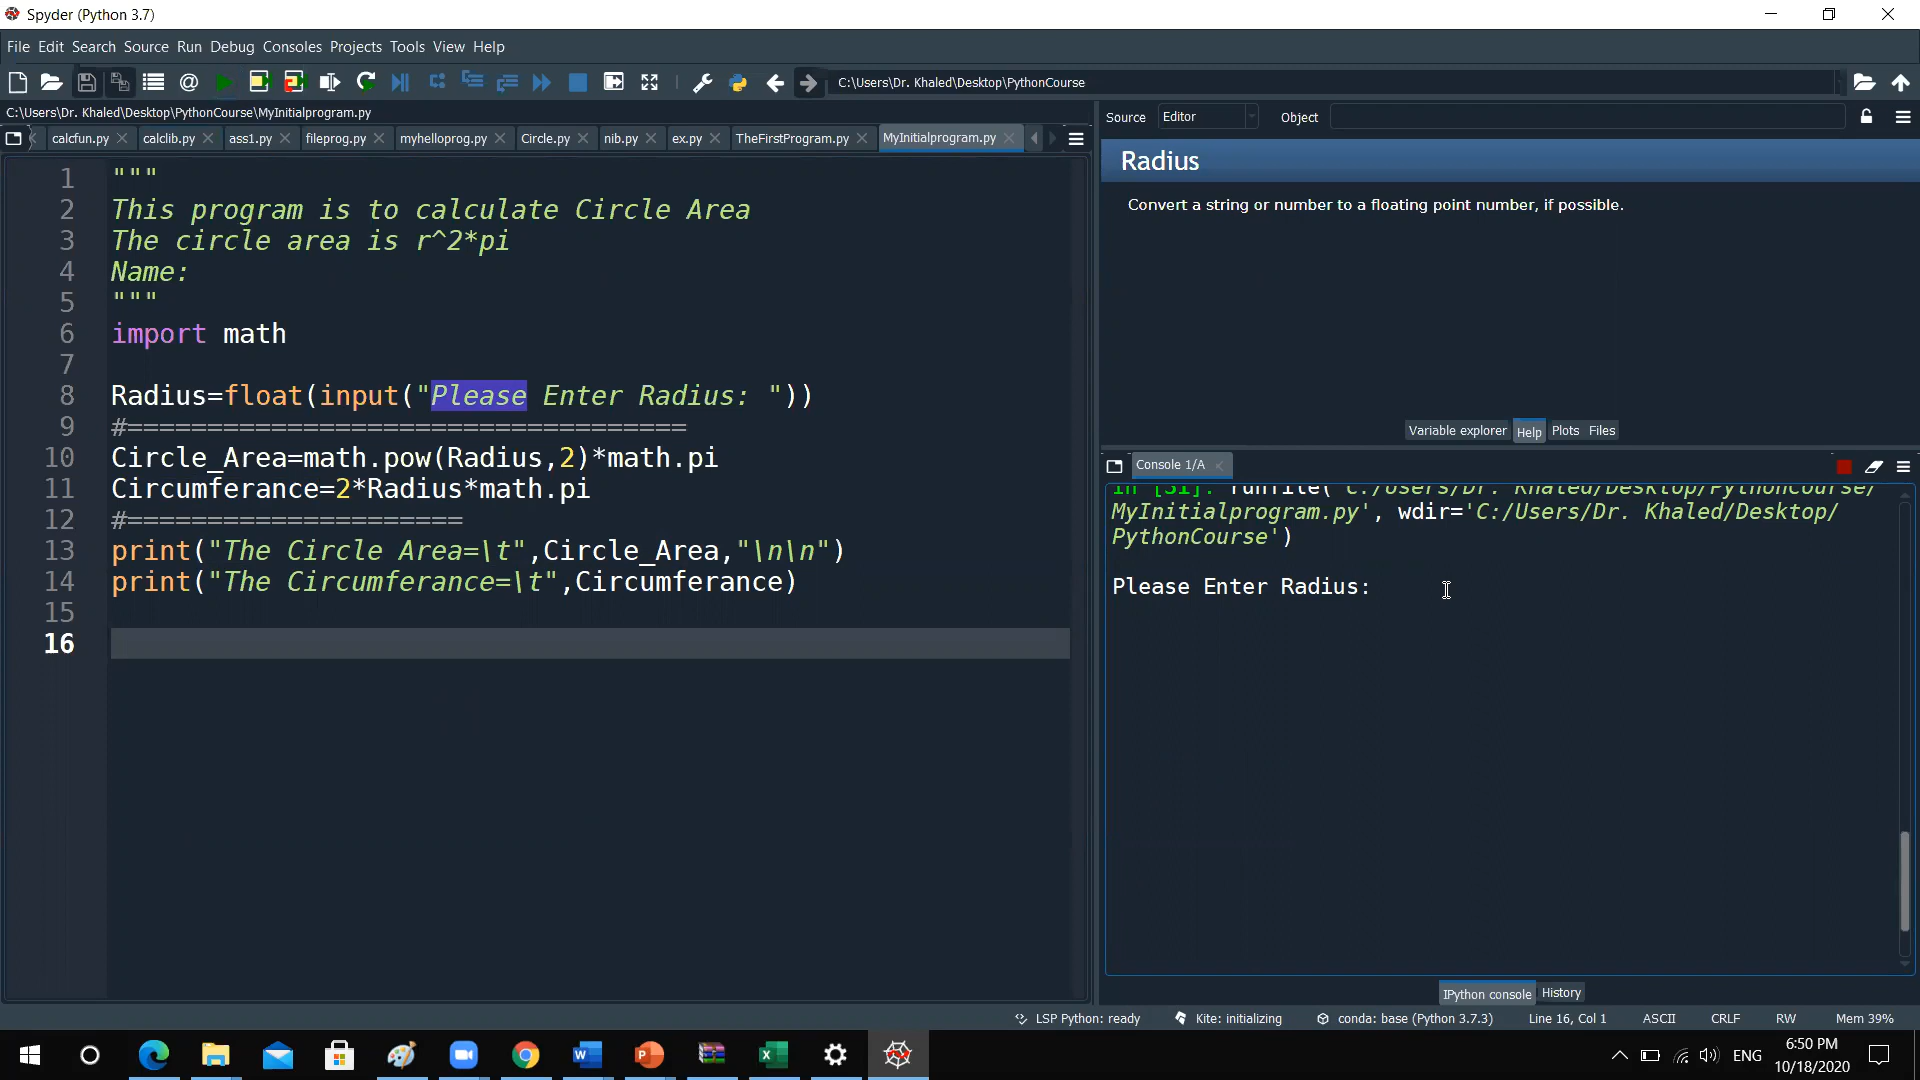 Spyder (Python 3.7)
File Edit Search Source Run Debug Consoles Projects Tools View Help
C:\Users\Dr. Khaled\Desktop\PythonCourse
C:\Users\Dr. Khaled\Desktop\PythonCourse\MyInitialprogram.py
calcfun.py calclib.py ass1.py fileprog.py myhelloprog.py Circle.py nib.py ex.py TheFirstProgram.py MyInitialprogram.py
1 """
2 This program is to calculate Circle Area
3 The circle area is r^2*pi
4 Name:
5 """
6 import math
7
8 Radius=float(input("Please Enter Radius: "))
9 #===================================
10 Circle_Area=math.pow(Radius,2)*math.pi
11 Circumferance=2*Radius*math.pi
12 #=====================
13 print("The Circle Area=\t",Circle_Area,"\n\n")
14 print("The Circumferance=\t",Circumferance)
15
16
Source Editor Object
Radius
Convert a string or number to a floating point number, if possible.
Variable explorer Help Plots Files
Console 1/A
In [31]: runfile('C:/Users/Dr. Khaled/Desktop/PythonCourse/
MyInitialprogram.py', wdir='C:/Users/Dr. Khaled/Desktop/
PythonCourse')
Please Enter Radius:
IPython console History
LSP Python: ready Kite: initializing conda: base (Python 3.7.3) Line 16, Col 1 ASCII CRLF RW Mem 39%
ENG
6:50 PM
10/18/2020